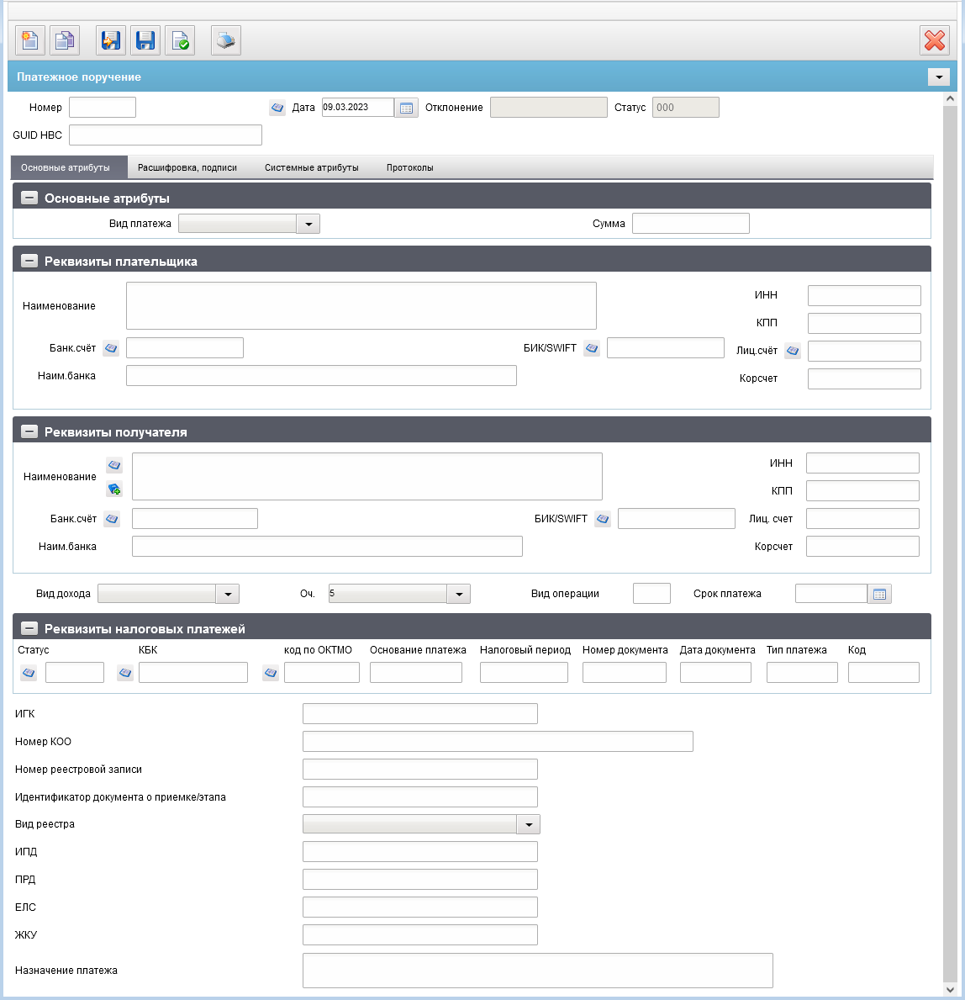 Платежное поручение
Номер Дата 09.03.2023 Отклонение Статус 000
GUID НВС
Основные атрибуты Расшифровка, подписи Системные атрибуты Протоколы
Основные атрибуты
Вид платежа Сумма
Реквизиты плательщика
Наименование ИНН
КПП
Банк.счёт БИК/SWIFT Лиц.счёт
Наим.банка Корсчет
Реквизиты получателя
Наименование ИНН
КПП
Банк.счёт БИК/SWIFT Лиц. счет
Наим.банка Корсчет
Вид дохода Оч. 5 Вид операции Срок платежа
Реквизиты налоговых платежей
Статус КБК код по ОКТМО Основание платежа Налоговый период Номер документа Дата документа Тип платежа Код
ИГК
Номер КОО
Номер реестровой записи
Идентификатор документа о приемке/этапа
Вид реестра
ИПД
ПРД
ЕЛС
ЖКУ
Назначение платежа